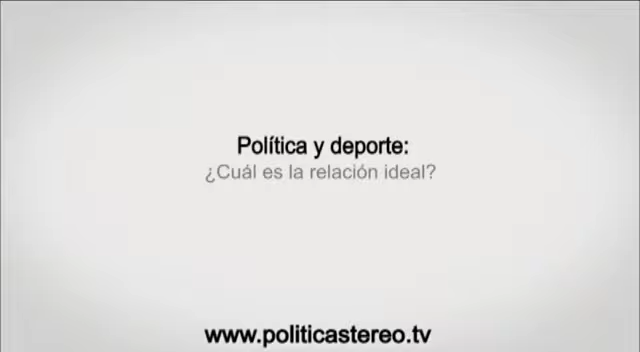 Política y deporte:
¿Cuál es la relación ideal?
www.politicastereo.tv